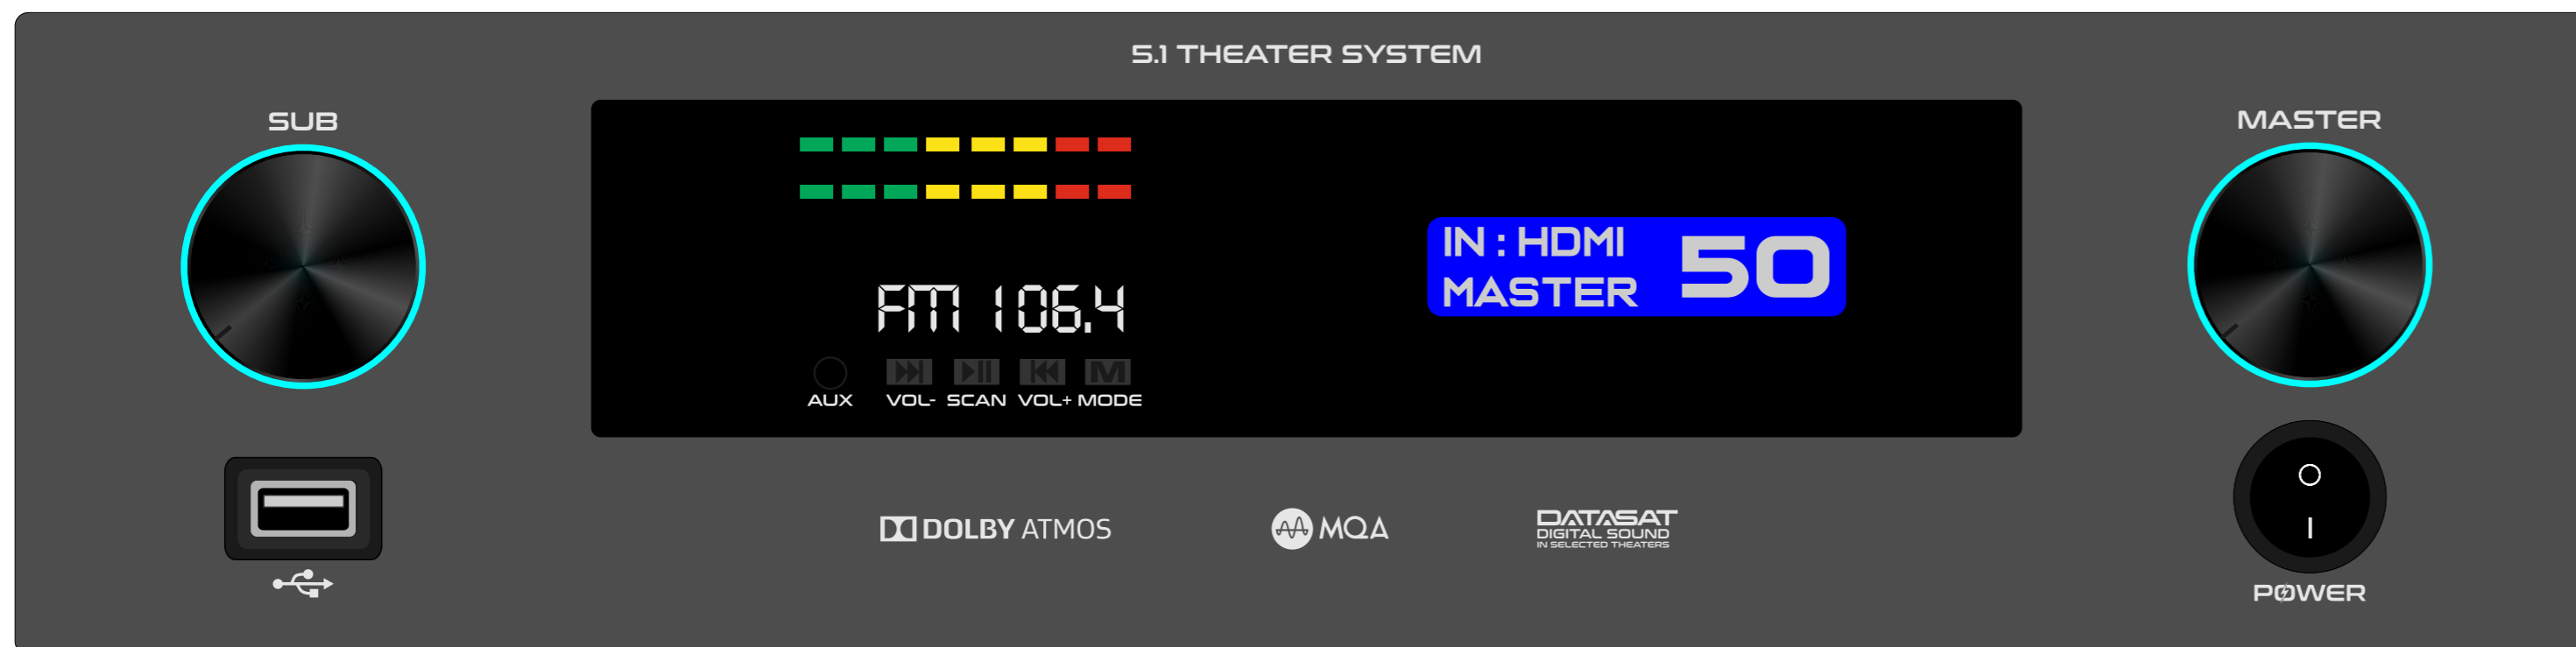 5.1 THEATER SYSTEM
SUB
MASTER
IN : HDMI
MASTER
50
FM 106.4
M
AUX VOL- SCAN VOL+ MODE
DOLBY ATMOS
MQA
DATASAT
DIGITAL SOUND
IN SELECTED THEATERS
POWER